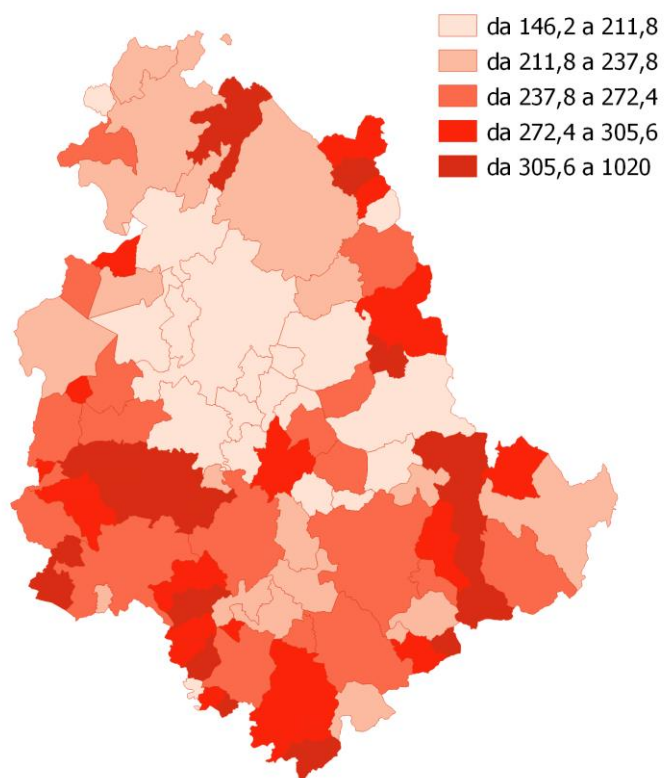 da 146,2 a 211,8
da 211,8 a 237,8
da 237,8 a 272,4
da 272,4 a 305,6
da 305,6 a 1020